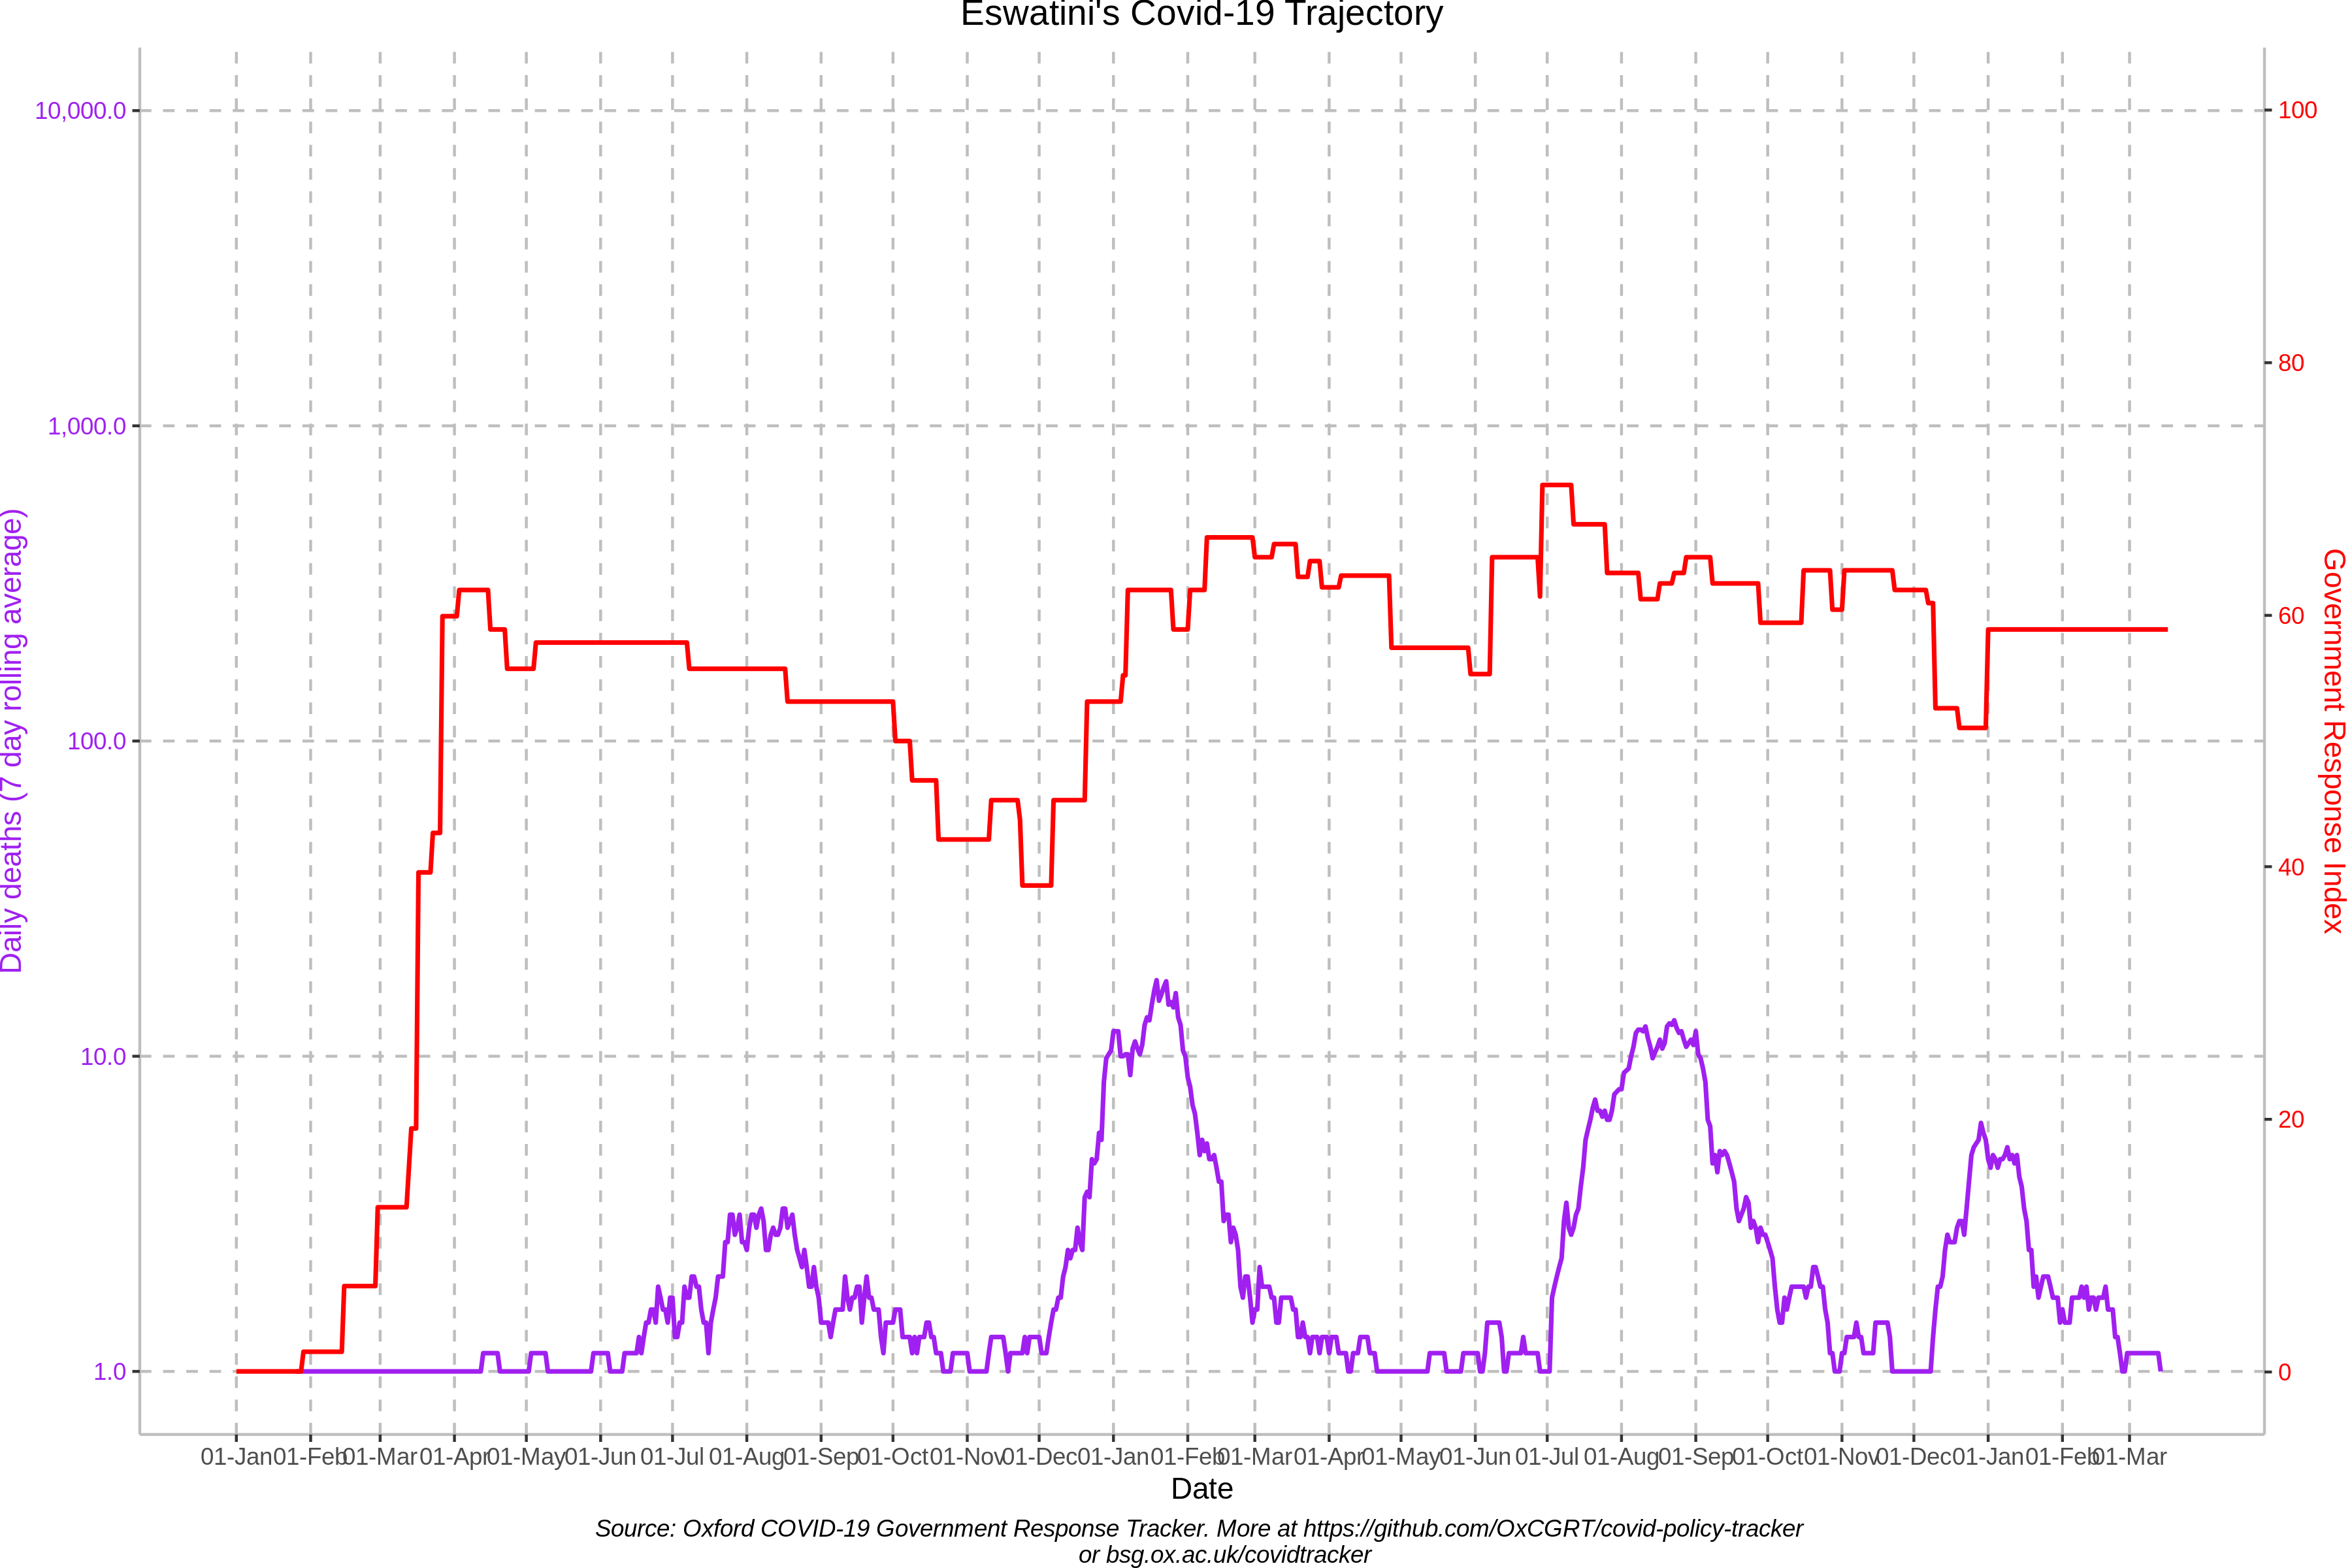 Eswatini's Covid-19 Trajectory
10,000.0
1,000.0
100.0
10.0
1.0
Daily deaths (7 day rolling average)
100
80
60
40
20
0
Government Response Index
01-Jan 01-Feb 01-Mar 01-Apr 01-May 01-Jun 01-Jul 01-Aug 01-Sep 01-Oct 01-Nov 01-Dec 01-Jan 01-Feb 01-Mar 01-Apr 01-May 01-Jun 01-Jul 01-Aug 01-Sep 01-Oct 01-Nov 01-Dec 01-Jan 01-Feb 01-Mar
Date
Source: Oxford COVID-19 Government Response Tracker. More at https://github.com/OxCGRT/covid-policy-tracker
or bsg.ox.ac.uk/covidtracker